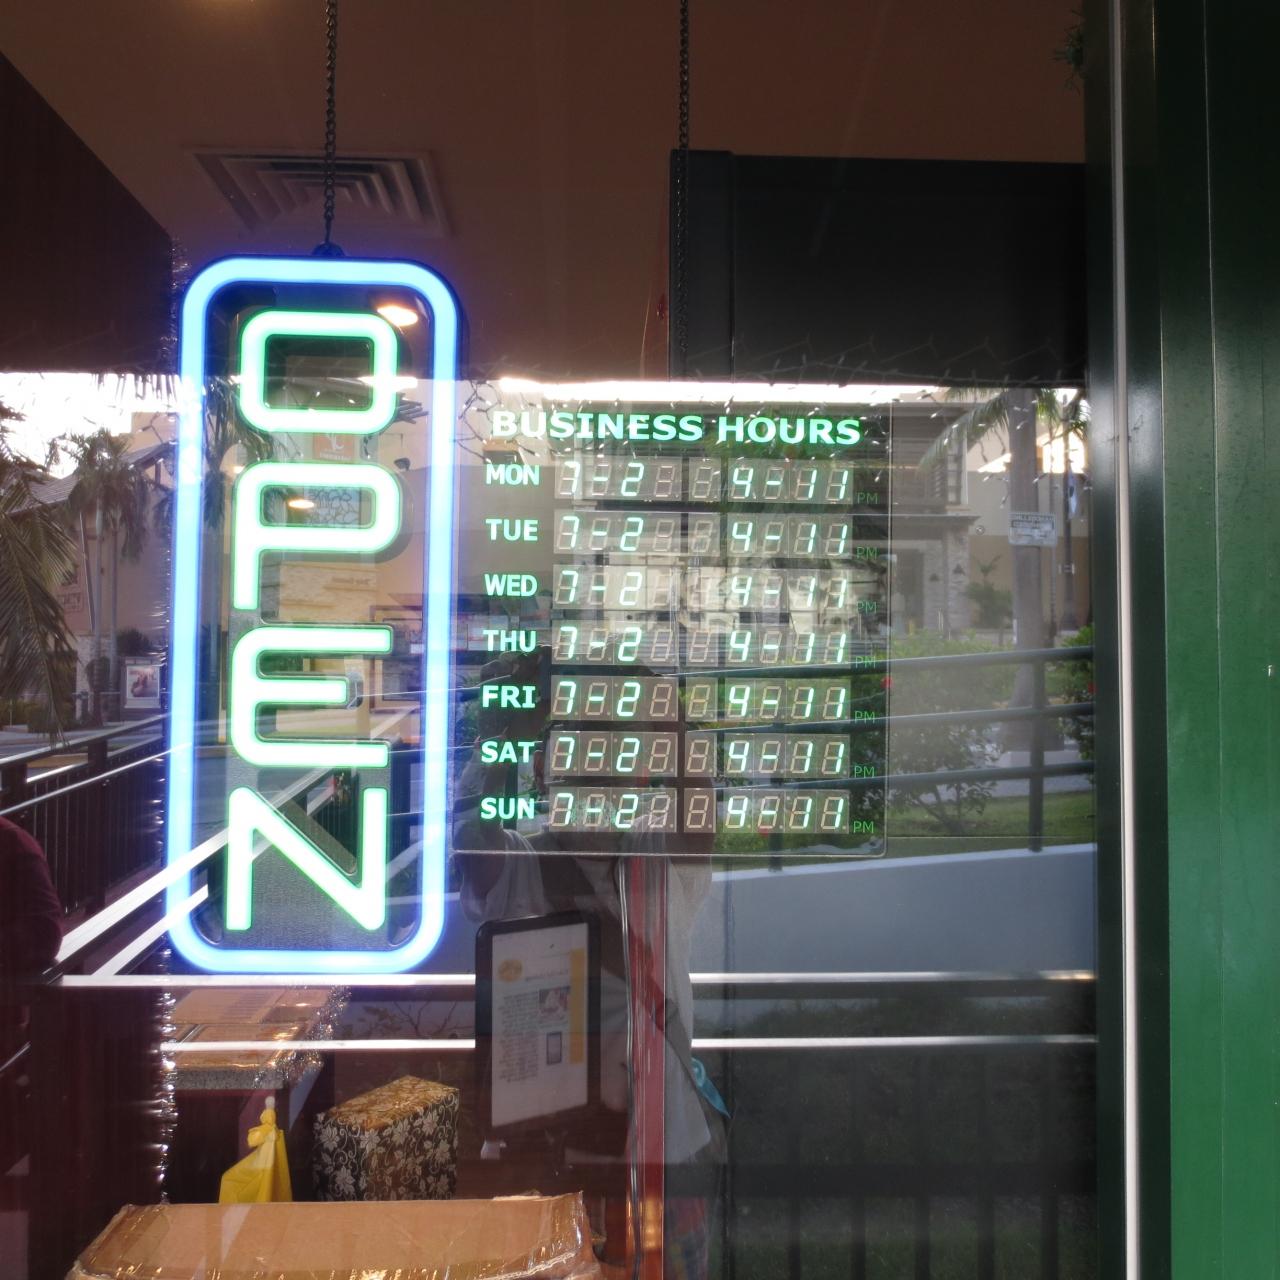 OPEN
BUSINESS HOURS
MON 7-2 4-11 PM
TUE 7-2 4-11 PM
WED 7-2 4-11 PM
THU 7-2 4-11 PM
FRI 7-2 4-11 PM
SAT 7-2 4-11 PM
SUN 7-2 4-11 PM